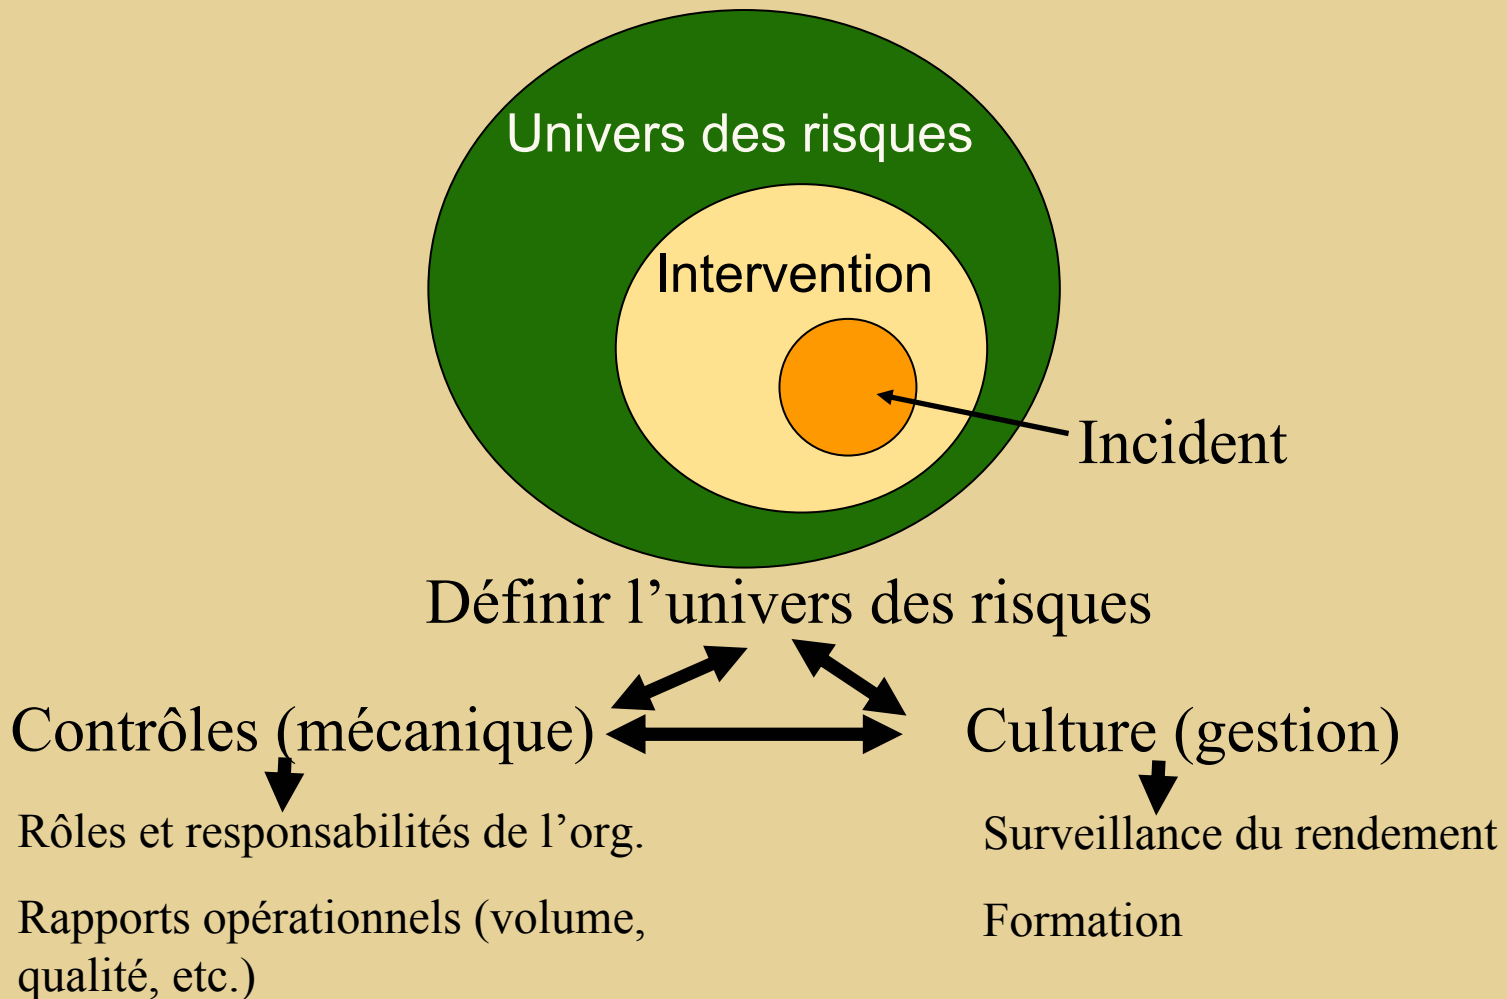 Univers des risques
Intervention
Incident
Définir l’univers des risques
Contrôles (mécanique)
Culture (gestion)
Rôles et responsabilités de l’org.
Surveillance du rendement
Rapports opérationnels (volume,
qualité, etc.)
Formation